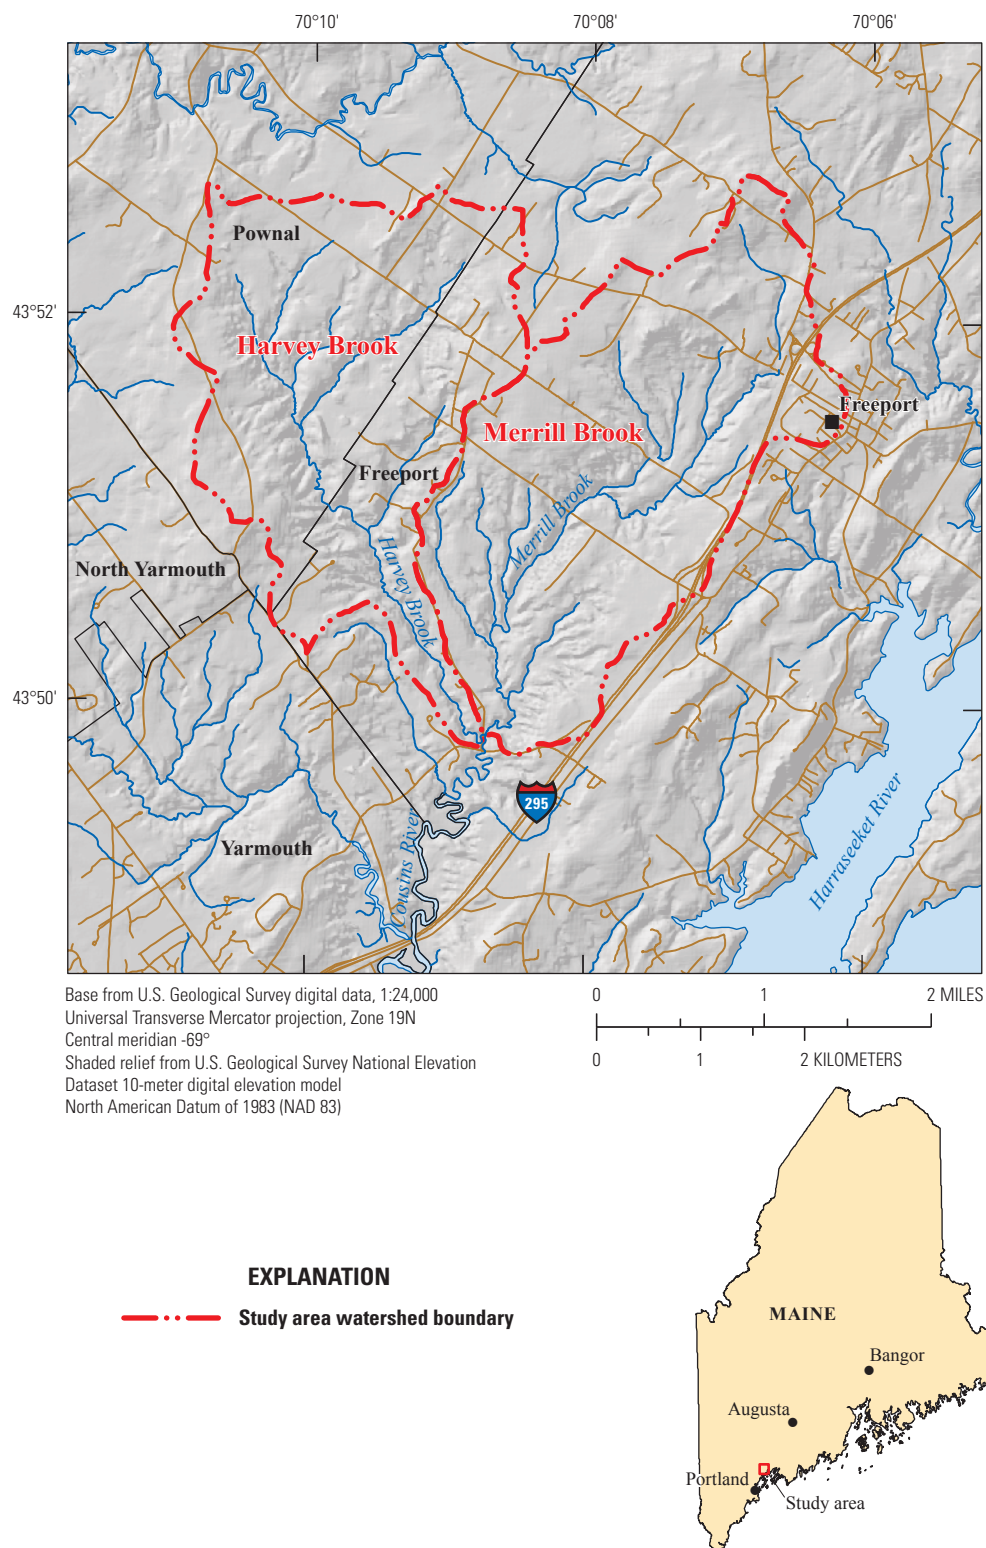 70°10' 70°08' 70°06'
Pownal
43°52'
Harvey Brook
Freeport
Merrill Brook
Freeport
Merrill Brook
Harvey Brook
North Yarmouth
43°50'
295
Harraseeket River
Yarmouth
Cousins River
Base from U.S. Geological Survey digital data, 1:24,000
Universal Transverse Mercator projection, Zone 19N
Central meridian -69°
Shaded relief from U.S. Geological Survey National Elevation
Dataset 10-meter digital elevation model
North American Datum of 1983 (NAD 83)
0 1 2 MILES
0 1 2 KILOMETERS
EXPLANATION
Study area watershed boundary
MAINE
Bangor
Augusta
Portland
Study area